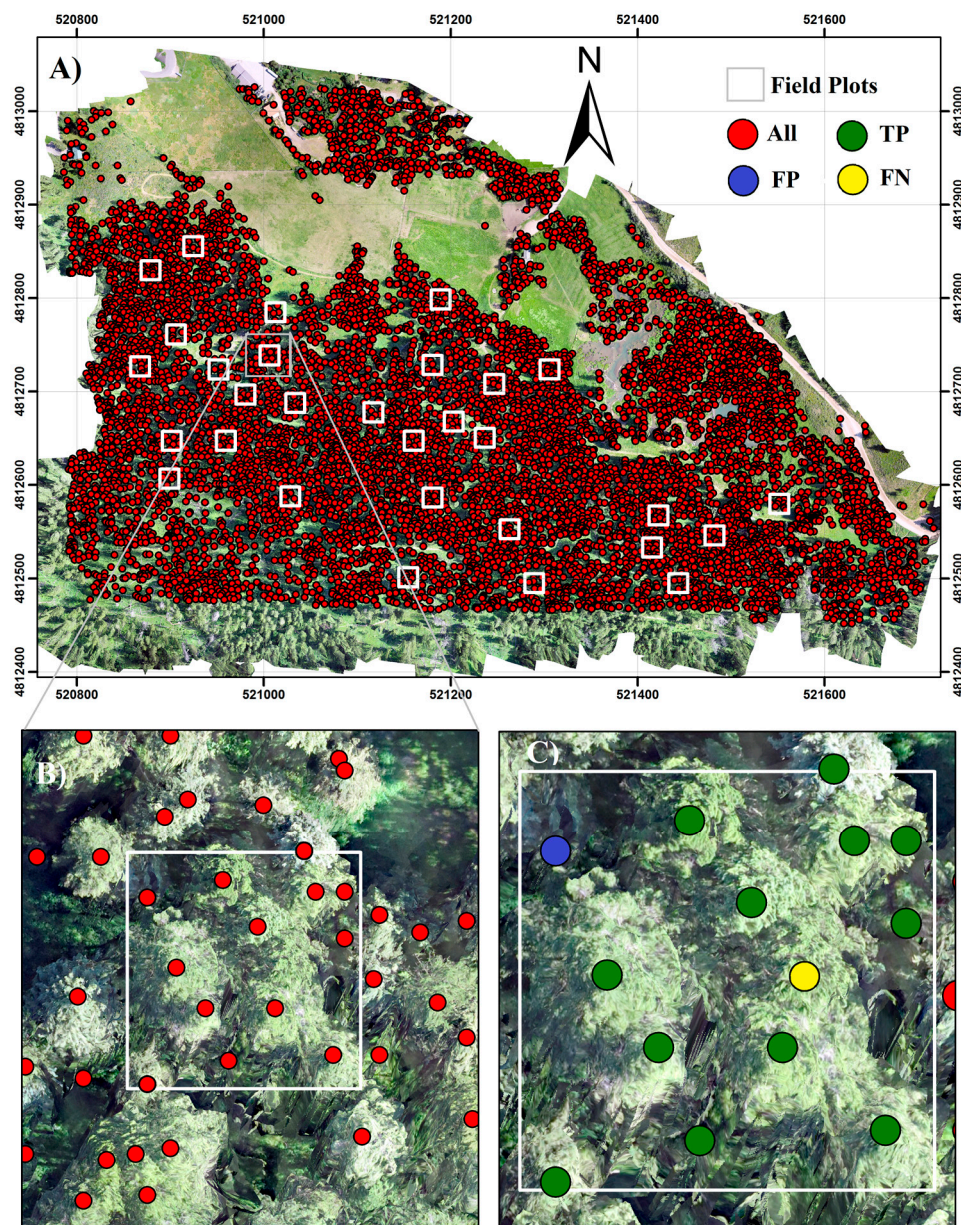 520800 521000 521200 521400 521600
A)
N
Field Plots
All TP
FP FN
4813000 4813000
4812900 4812900
4812800 4812800
4812700 4812700
4812600 4812600
4812500 4812500
4812400 4812400
520800 521000 521200 521400 521600
B)
C)